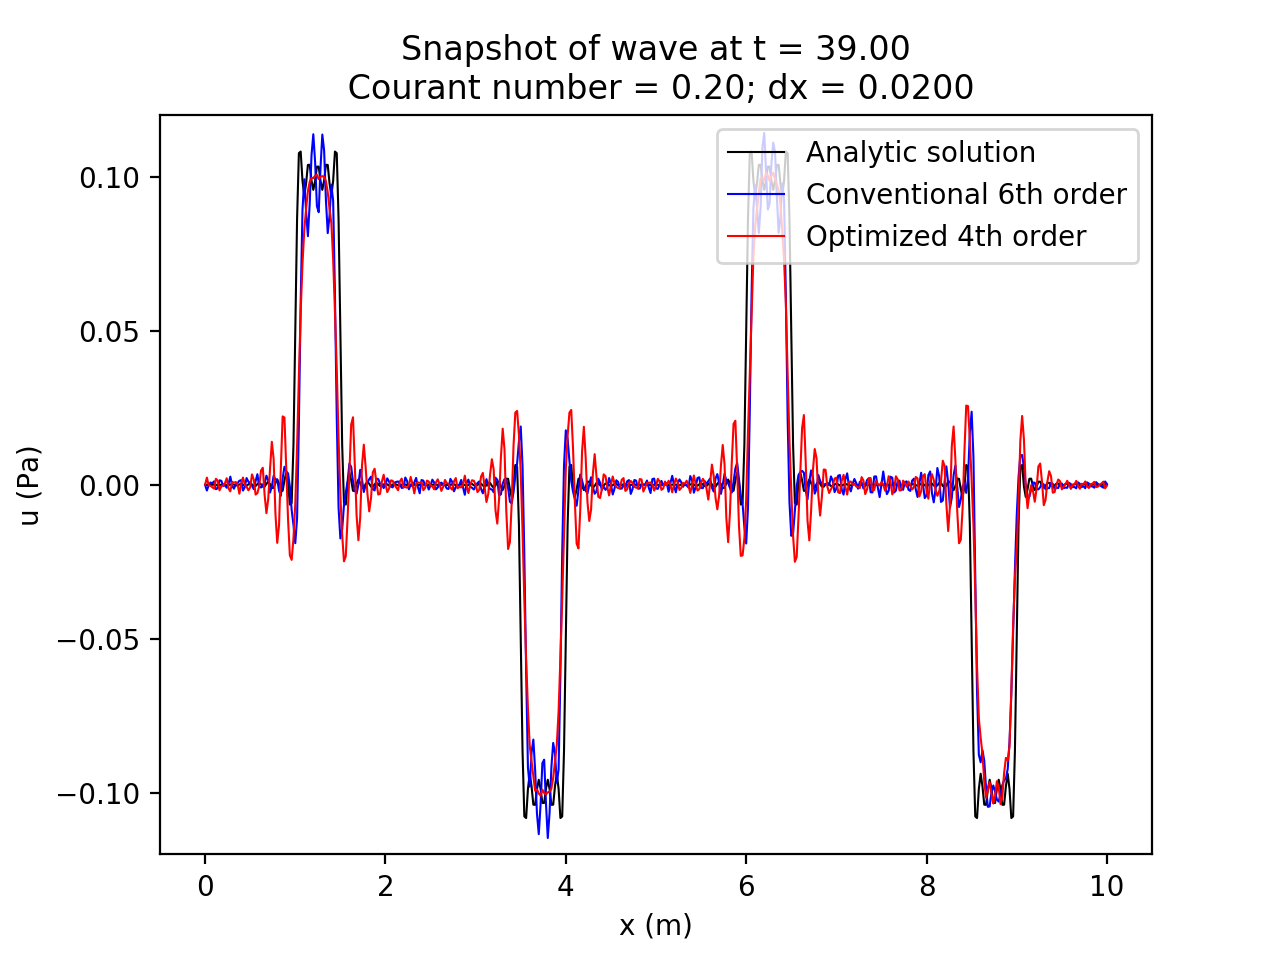 Snapshot of wave at t = 39.00
Courant number = 0.20; dx = 0.0200
Analytic solution
Conventional 6th order
Optimized 4th order
0.10
0.05
0.00
−0.05
−0.10
u (Pa)
0 2 4 6 8 10
x (m)